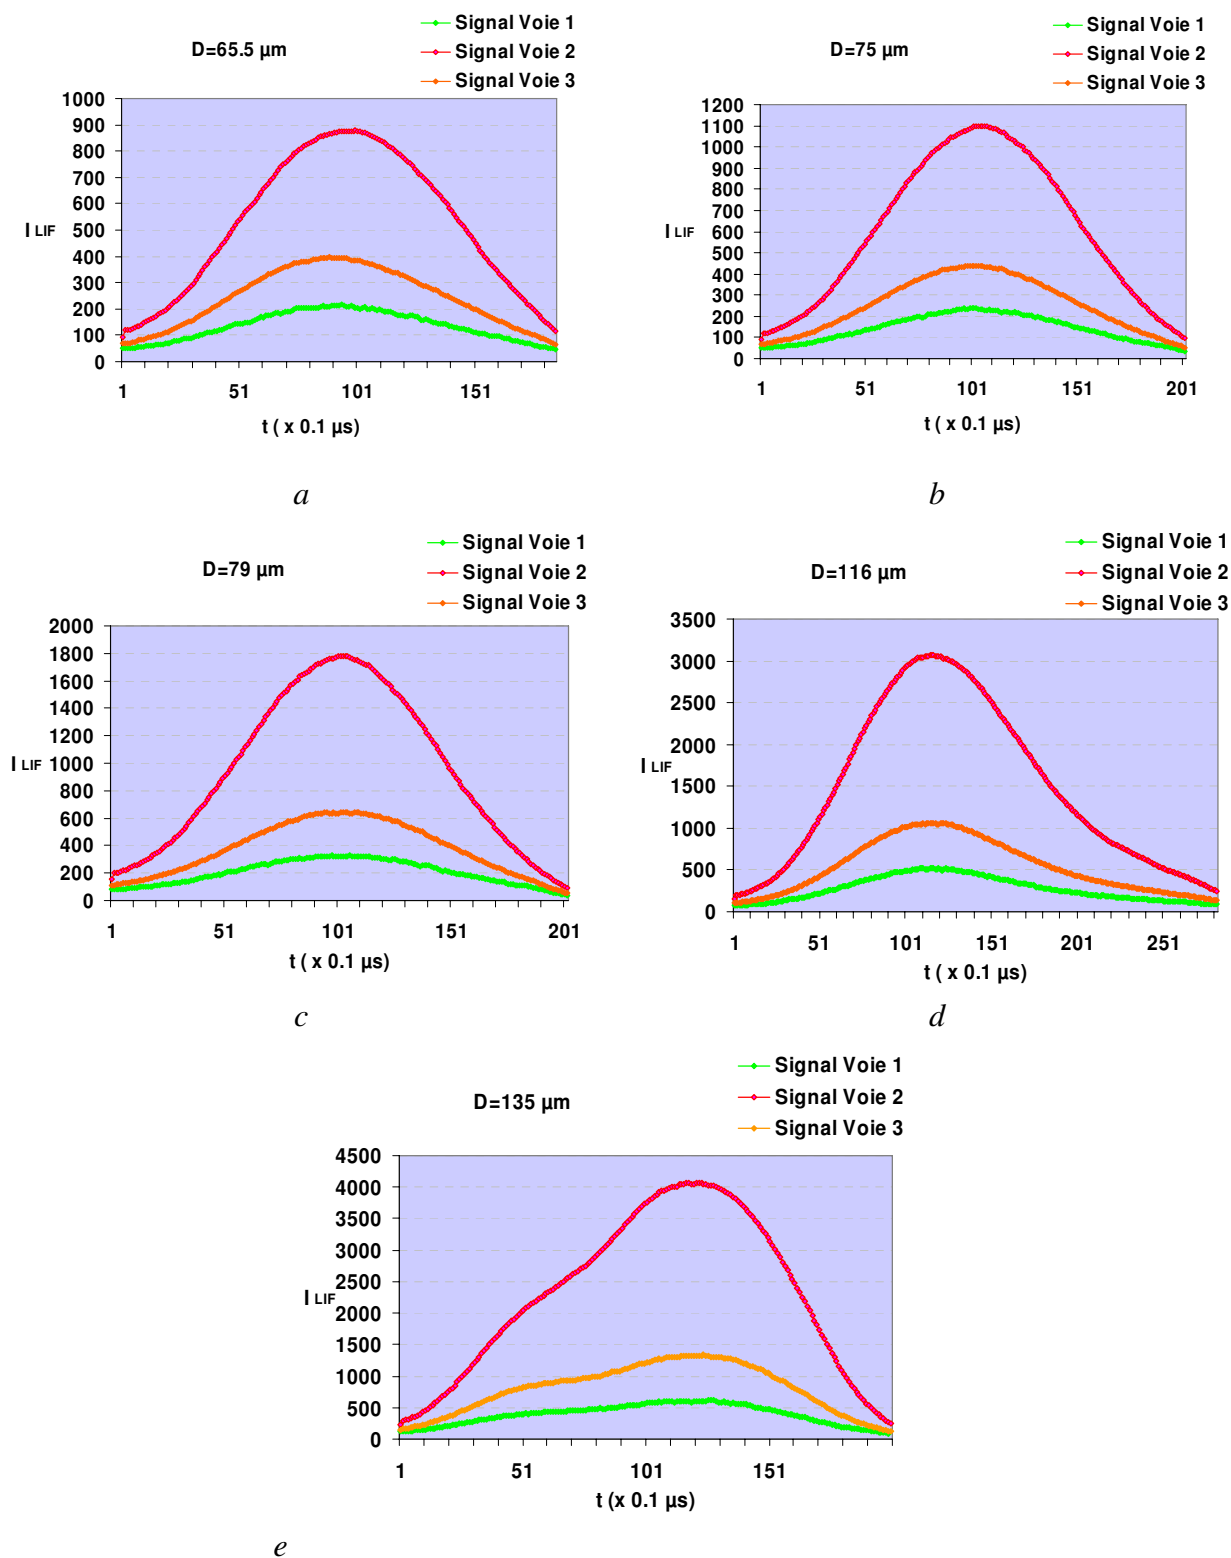 Signal Voie 1
D=65.5 µm
Signal Voie 2
Signal Voie 3
1000
900
800
700
600
500
400
300
200
100
0
I LIF
1 51 101 151
t ( x 0.1 µs)
a
Signal Voie 1
D=75 µm
Signal Voie 2
Signal Voie 3
1200
1100
1000
900
800
700
600
500
400
300
200
100
0
I LIF
1 51 101 151 201
t ( x 0.1 µs)
b
Signal Voie 1
D=79 µm
Signal Voie 2
Signal Voie 3
2000
1800
1600
1400
1200
1000
800
600
400
200
0
I LIF
1 51 101 151 201
t ( x 0.1 µs)
c
Signal Voie 1
D=116 µm
Signal Voie 2
Signal Voie 3
3500
3000
2500
2000
1500
1000
500
0
I LIF
1 51 101 151 201 251
t ( x 0.1 µs)
d
Signal Voie 1
D=135 µm
Signal Voie 2
Signal Voie 3
4500
4000
3500
3000
2500
2000
1500
1000
500
0
I LIF
1 51 101 151
t (x 0.1 µs)
e